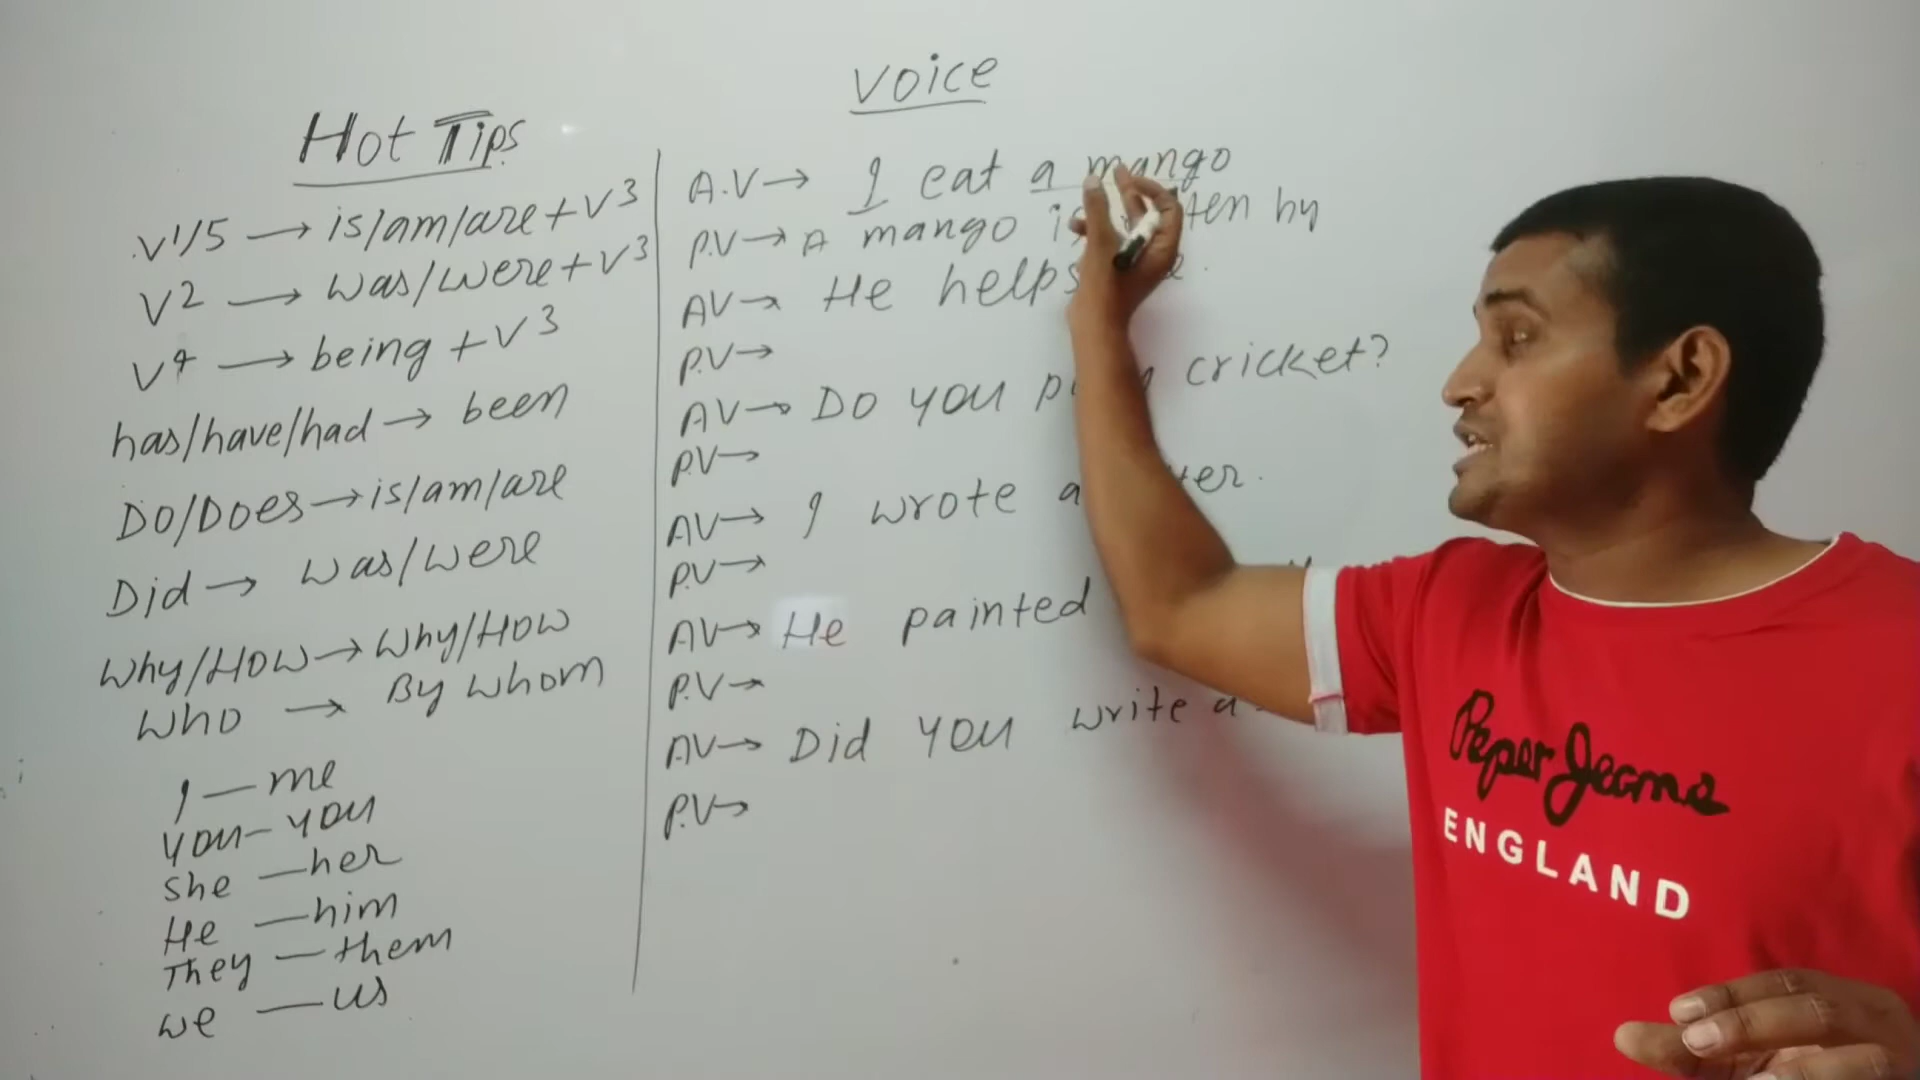 Voice
Hot Tips
V1/5 → is/am/are + V3
V2 → was/were + V3
V4 → being + V3
has/have/had → been
Do/Does → is/am/are
Did → was/were
Why/How → Why/How
Who → By whom
I — me
You — You
She — her
He — him
They — them
we — us
A.V → I eat a mango
P.V → A mango is by
AV → He helps
P.V →
AV → Do you cricket?
P.V →
AV → I wrote a
P.V →
AV → He painted
P.V →
AV → Did you write a
P.V →
Peper Jeans
ENGLAND